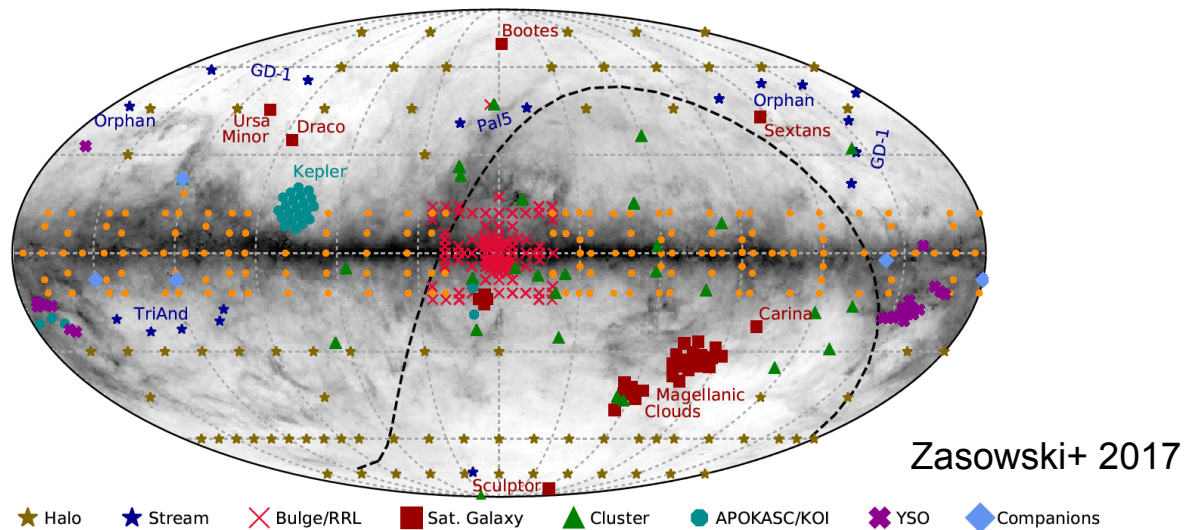 Bootes
GD-1
Orphan
Ursa
Minor
Draco
Pal5
Orphan
Sextans
GD-1
Kepler
TriAnd
Carina
Magellanic
Clouds
Sculptor
Zasowski+ 2017
Halo Stream Bulge/RRL Sat. Galaxy Cluster APOKASC/KOI YSO Companions